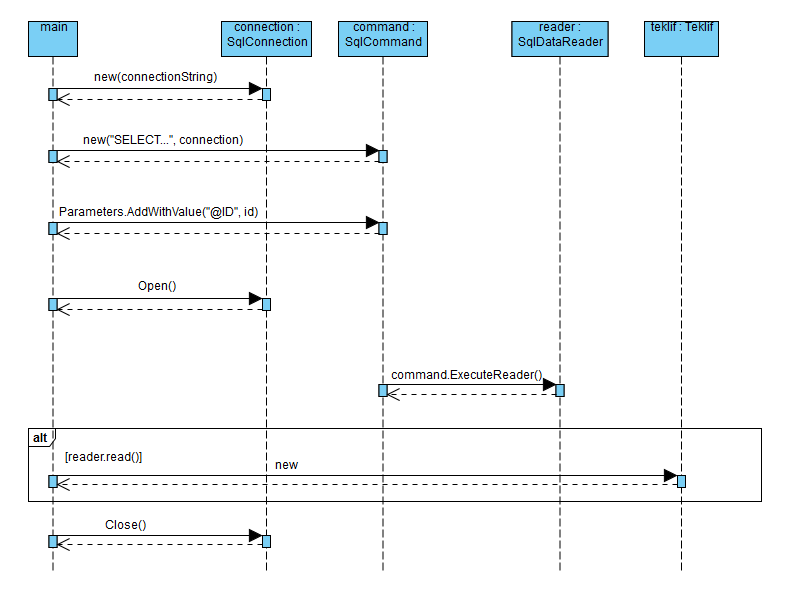 main
connection :
SqlConnection
command :
SqlCommand
reader :
SqlDataReader
teklif : Teklif
new(connectionString)
new("SELECT...", connection)
Parameters.AddWithValue("@ID", id)
Open()
command.ExecuteReader()
alt
[reader.read()]
new
Close()